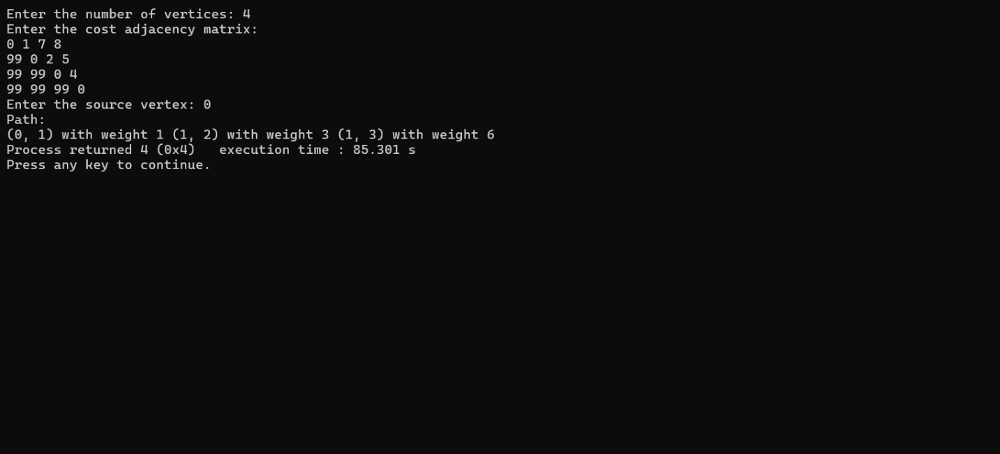 Enter the number of vertices: 4
Enter the cost adjacency matrix:
0 1 7 8
99 0 2 5
99 99 0 4
99 99 99 0
Enter the source vertex: 0
Path:
(0, 1) with weight 1 (1, 2) with weight 3 (1, 3) with weight 6
Process returned 4 (0x4)   execution time : 85.301 s
Press any key to continue.